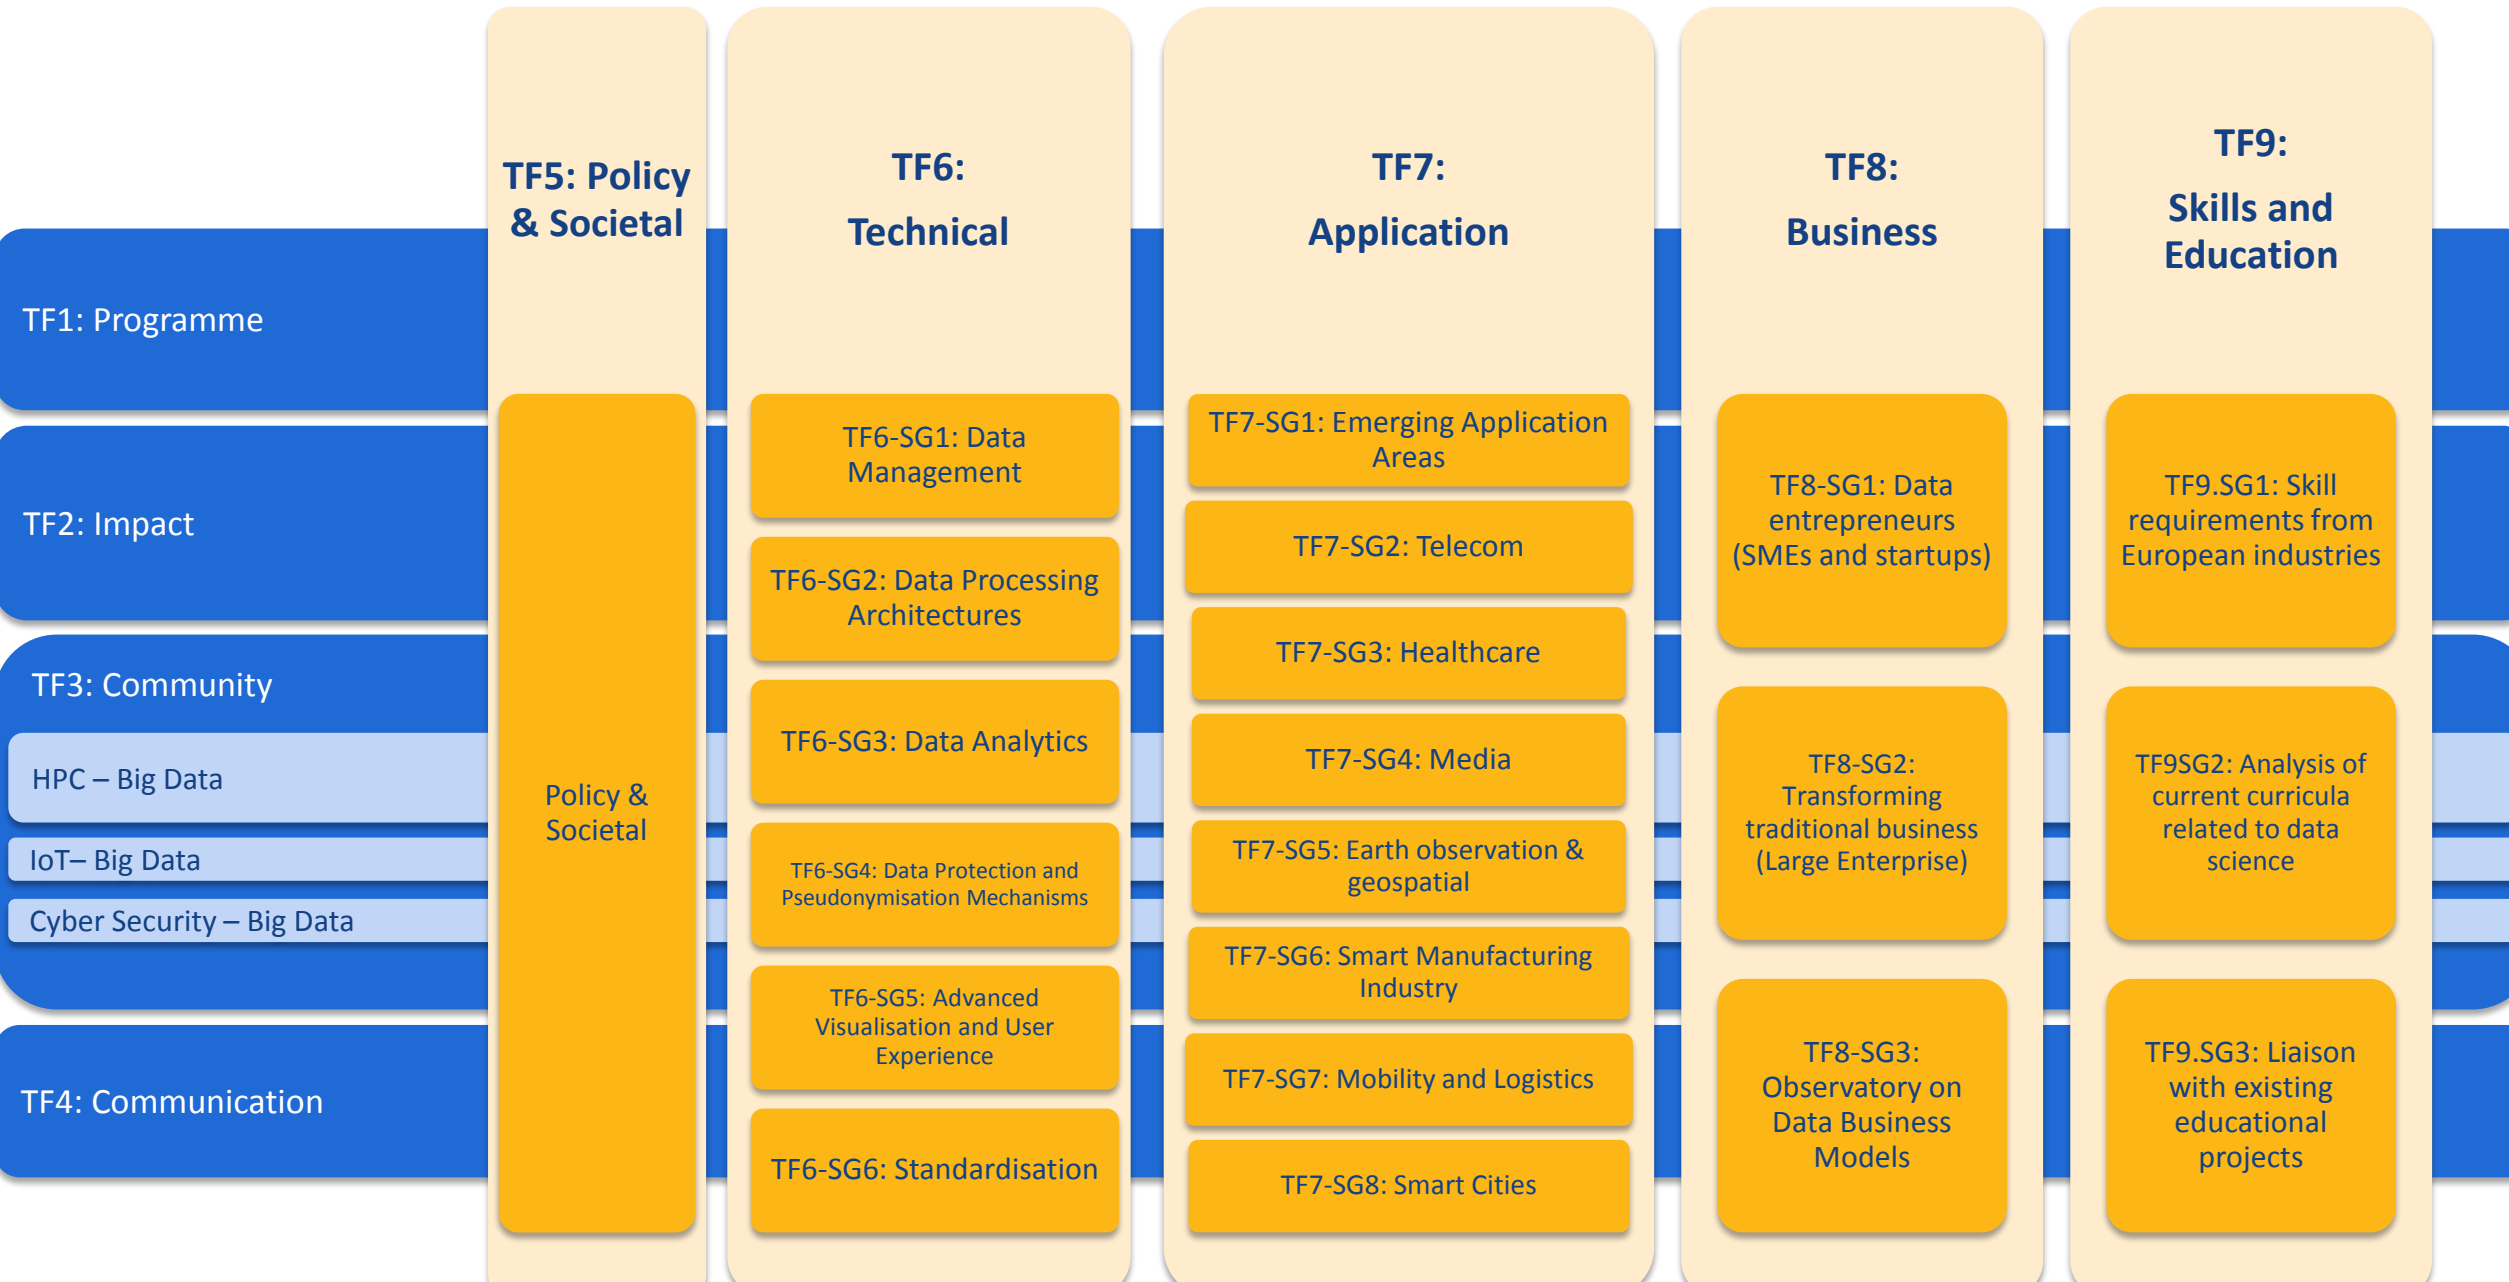 TF5: Policy
& Societal
TF6:
Technical
TF7:
Application
TF8:
Business
TF9:
Skills and
Education
TF1: Programme
TF2: Impact
TF3: Community
HPC – Big Data
IoT– Big Data
Cyber Security – Big Data
TF4: Communication
Policy &
Societal
TF6-SG1: Data
Management
TF6-SG2: Data Processing
Architectures
TF6-SG3: Data Analytics
TF6-SG4: Data Protection and
Pseudonymisation Mechanisms
TF6-SG5: Advanced
Visualisation and User
Experience
TF6-SG6: Standardisation
TF7-SG1: Emerging Application
Areas
TF7-SG2: Telecom
TF7-SG3: Healthcare
TF7-SG4: Media
TF7-SG5: Earth observation &
geospatial
TF7-SG6: Smart Manufacturing
Industry
TF7-SG7: Mobility and Logistics
TF7-SG8: Smart Cities
TF8-SG1: Data
entrepreneurs
(SMEs and startups)
TF8-SG2:
Transforming
traditional business
(Large Enterprise)
TF8-SG3:
Observatory on
Data Business
Models
TF9.SG1: Skill
requirements from
European industries
TF9SG2: Analysis of
current curricula
related to data
science
TF9.SG3: Liaison
with existing
educational
projects